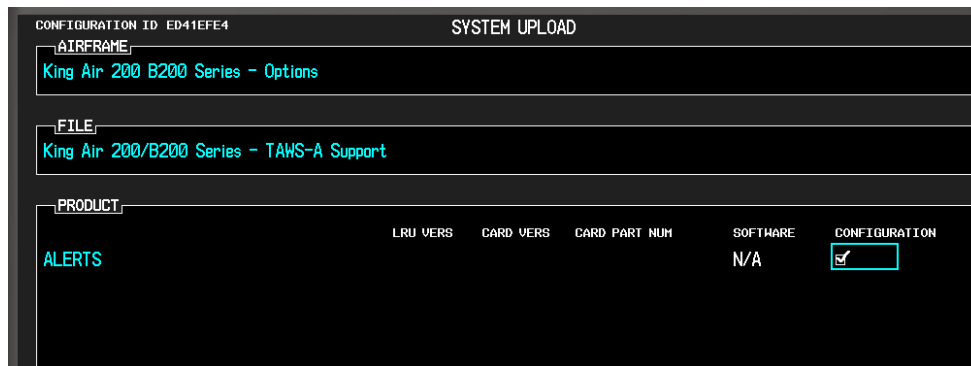 CONFIGURATION ID ED41EFE4 SYSTEM UPLOAD
AIRFRAME
King Air 200 B200 Series - Options
FILE
King Air 200/B200 Series - TAWS-A Support
PRODUCT
LRU VERS CARD VERS CARD PART NUM SOFTWARE CONFIGURATION
ALERTS N/A